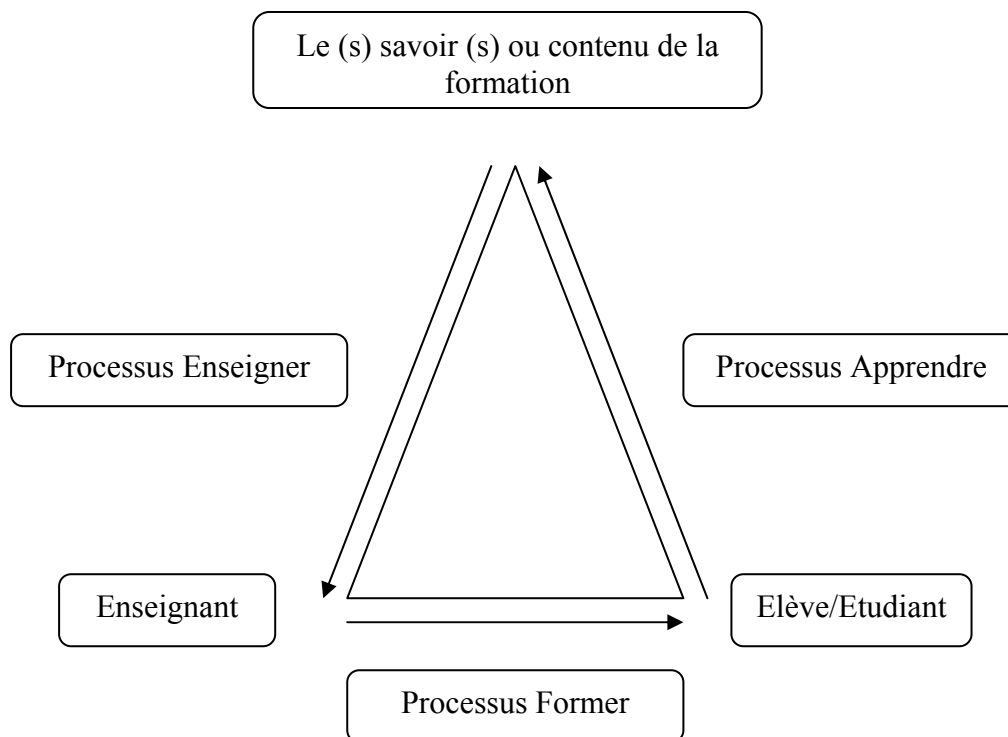 Le (s) savoir (s) ou contenu de la
formation
Processus Enseigner
Processus Apprendre
Enseignant
Elève/Etudiant
Processus Former